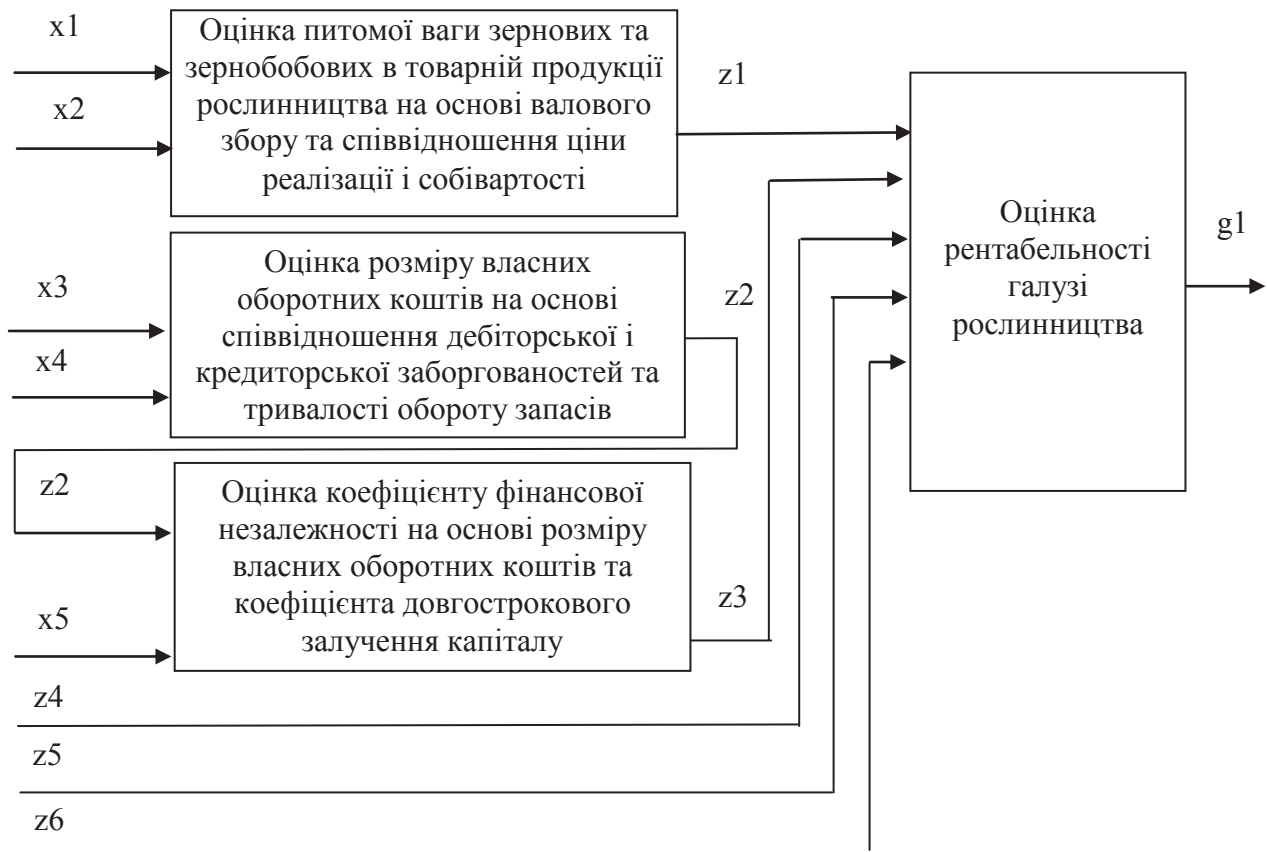 x1
x2
Оцінка питомої ваги зернових та
зернобобових в товарній продукції
рослинництва на основі валового
збору та співвідношення ціни
реалізації і собівартості
z1
x3
x4
Оцінка розміру власних
оборотних коштів на основі
співвідношення дебіторської і
кредиторської заборгованостей та
тривалості обороту запасів
z2
z2
x5
Оцінка коефіцієнту фінансової
незалежності на основі розміру
власних оборотних коштів та
коефіцієнта довгострокового
залучення капіталу
z3
z4
z5
z6
Оцінка
рентабельності
галузі
рослинництва
g1